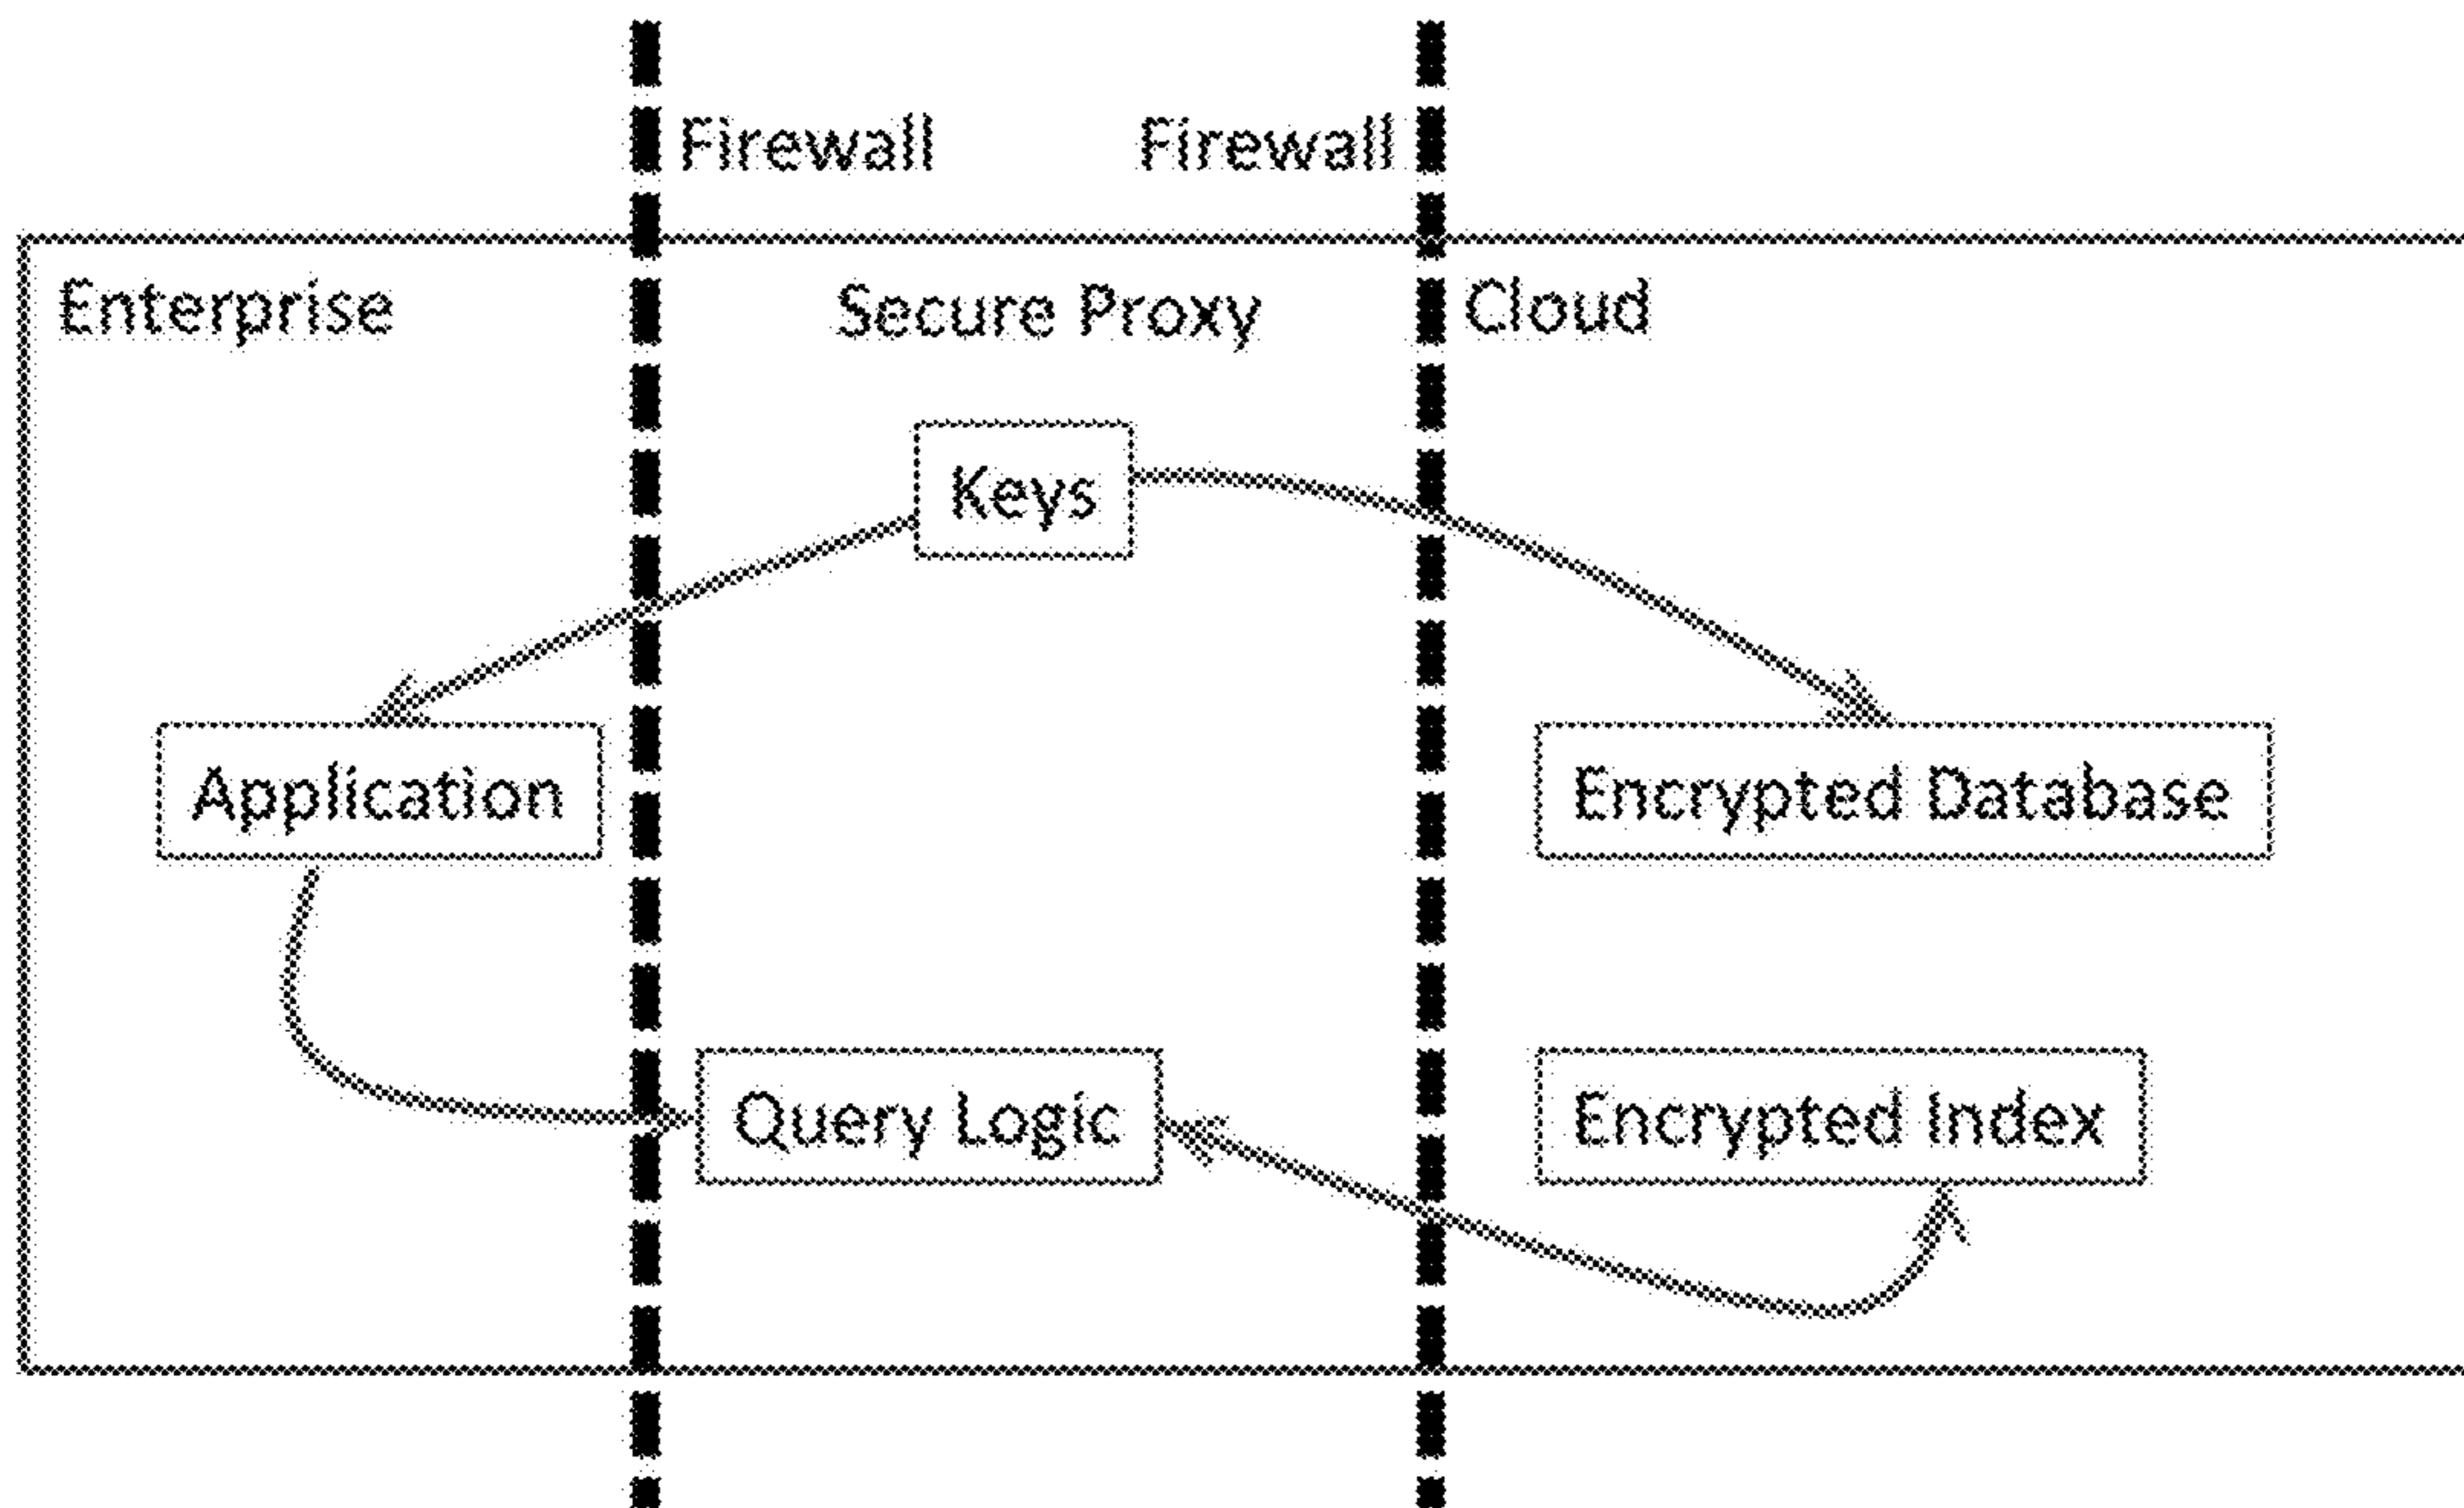 Firewall
Firewall
Enterprise
Secure Proxy
Cloud
Keys
Application
Encrypted Database
Query Logic
Encrypted Index